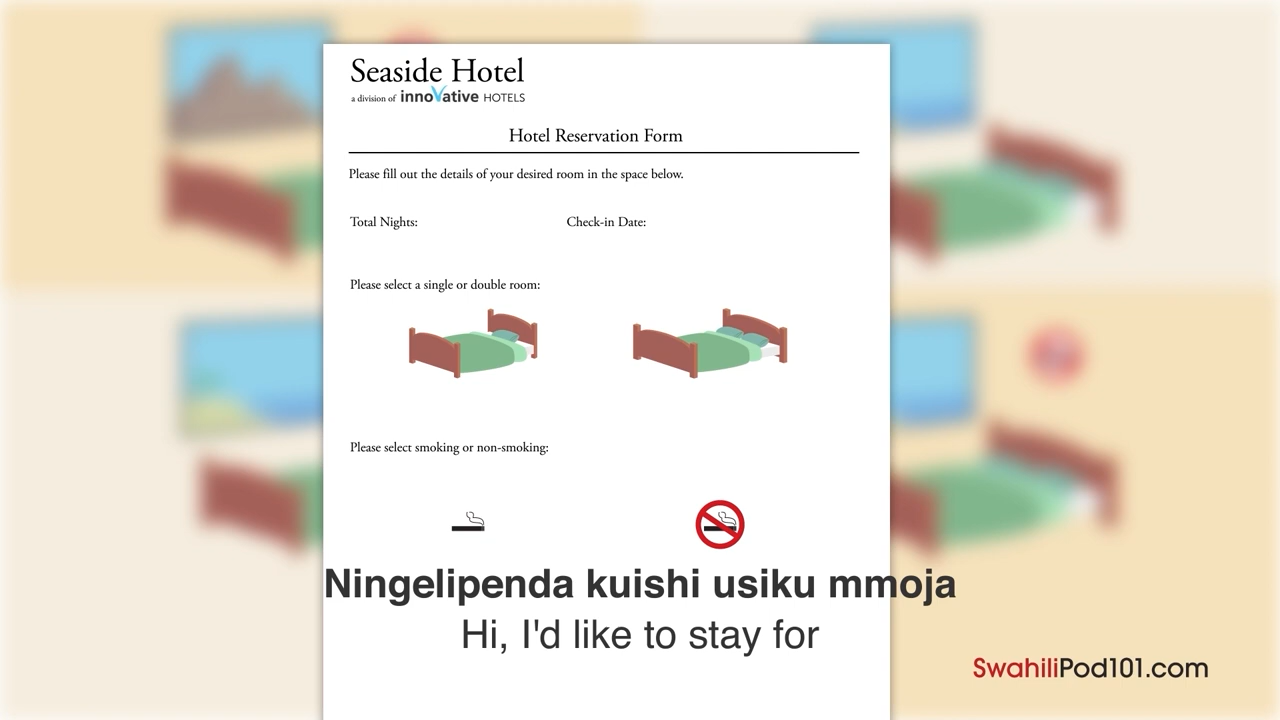 Seaside Hotel
a division of innoVative HOTELS
Hotel Reservation Form
Please fill out the details of your desired room in the space below.
Total Nights: Check-in Date:
Please select a single or double room:
Please select smoking or non-smoking:
Ningelipenda kuishi usiku mmoja
Hi, I'd like to stay for
SwahiliPod101.com